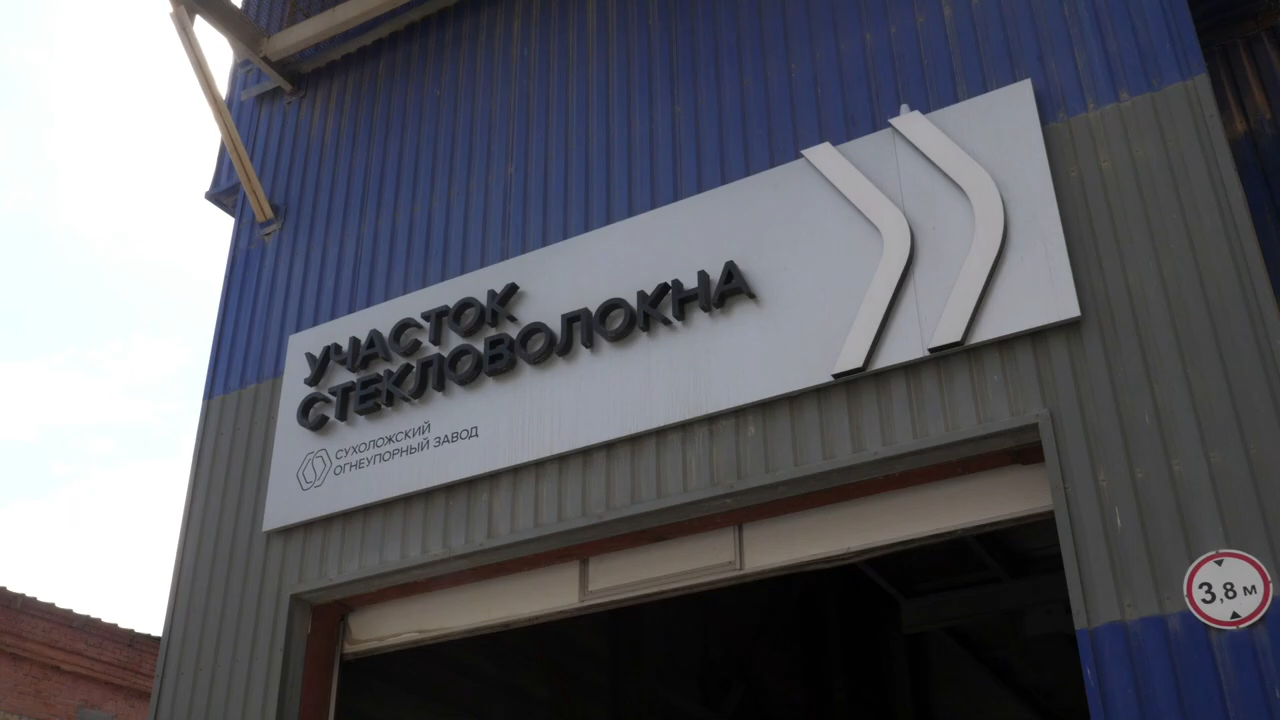 УЧАСТОК
СТЕКЛОВОЛОКНА
СУХОЛОЖСКИЙ
ОГНЕУПОРНЫЙ ЗАВОД
3,8 м